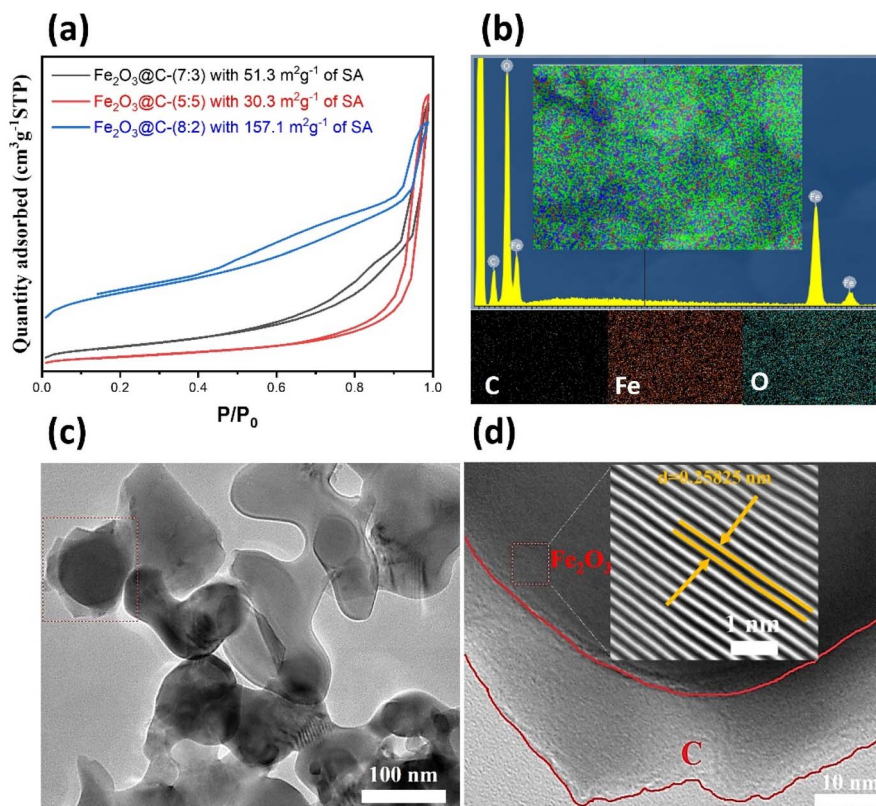 (a)
Fe₂O₃@C-(7:3) with 51.3 m²g⁻¹ of SA
Fe₂O₃@C-(5:5) with 30.3 m²g⁻¹ of SA
Fe₂O₃@C-(8:2) with 157.1 m²g⁻¹ of SA
Quantity adsorbed (cm³g⁻¹STP)
0.0 0.2 0.4 0.6 0.8 1.0
P/P₀
(b)
O
C
Fe
Fe
Fe
C
Fe
O
(c)
100 nm
(d)
d=0.25825 nm
Fe₂O₃
1 nm
C
10 nm